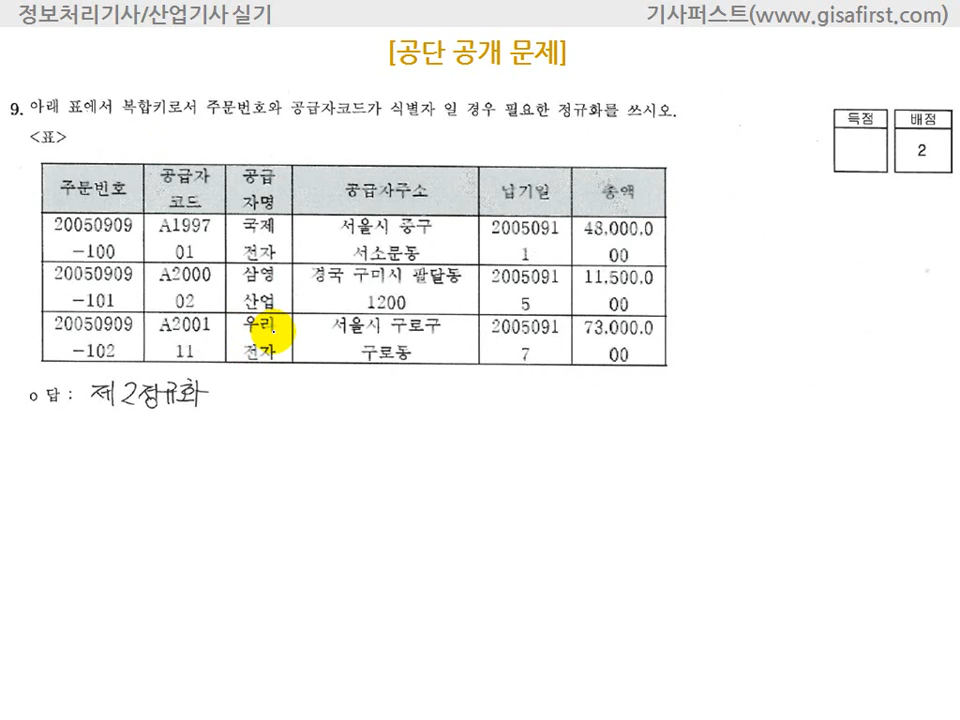 정보처리기사/산업기사 실기
기사퍼스트(www.gisafirst.com)
[공단 공개 문제]
9. 아래 표에서 복합키로서 주문번호와 공급자코드가 식별자 일 경우 필요한 정규화를 쓰시오.
득점 배점
2
<표>
주문번호 공급자 코드 공급 자명 공급자주소 납기일 총액
20050909 A1997 국제 서울시 중구 2005091 48,000,0
-100 01 전자 서소문동 1 00
20050909 A2000 삼영 경국 구미시 팔달동 2005091 11,500,0
-101 02 산업 1200 5 00
20050909 A2001 우리 서울시 구로구 2005091 73,000,0
-102 11 전자 구로동 7 00
o 답 : 제2정규화